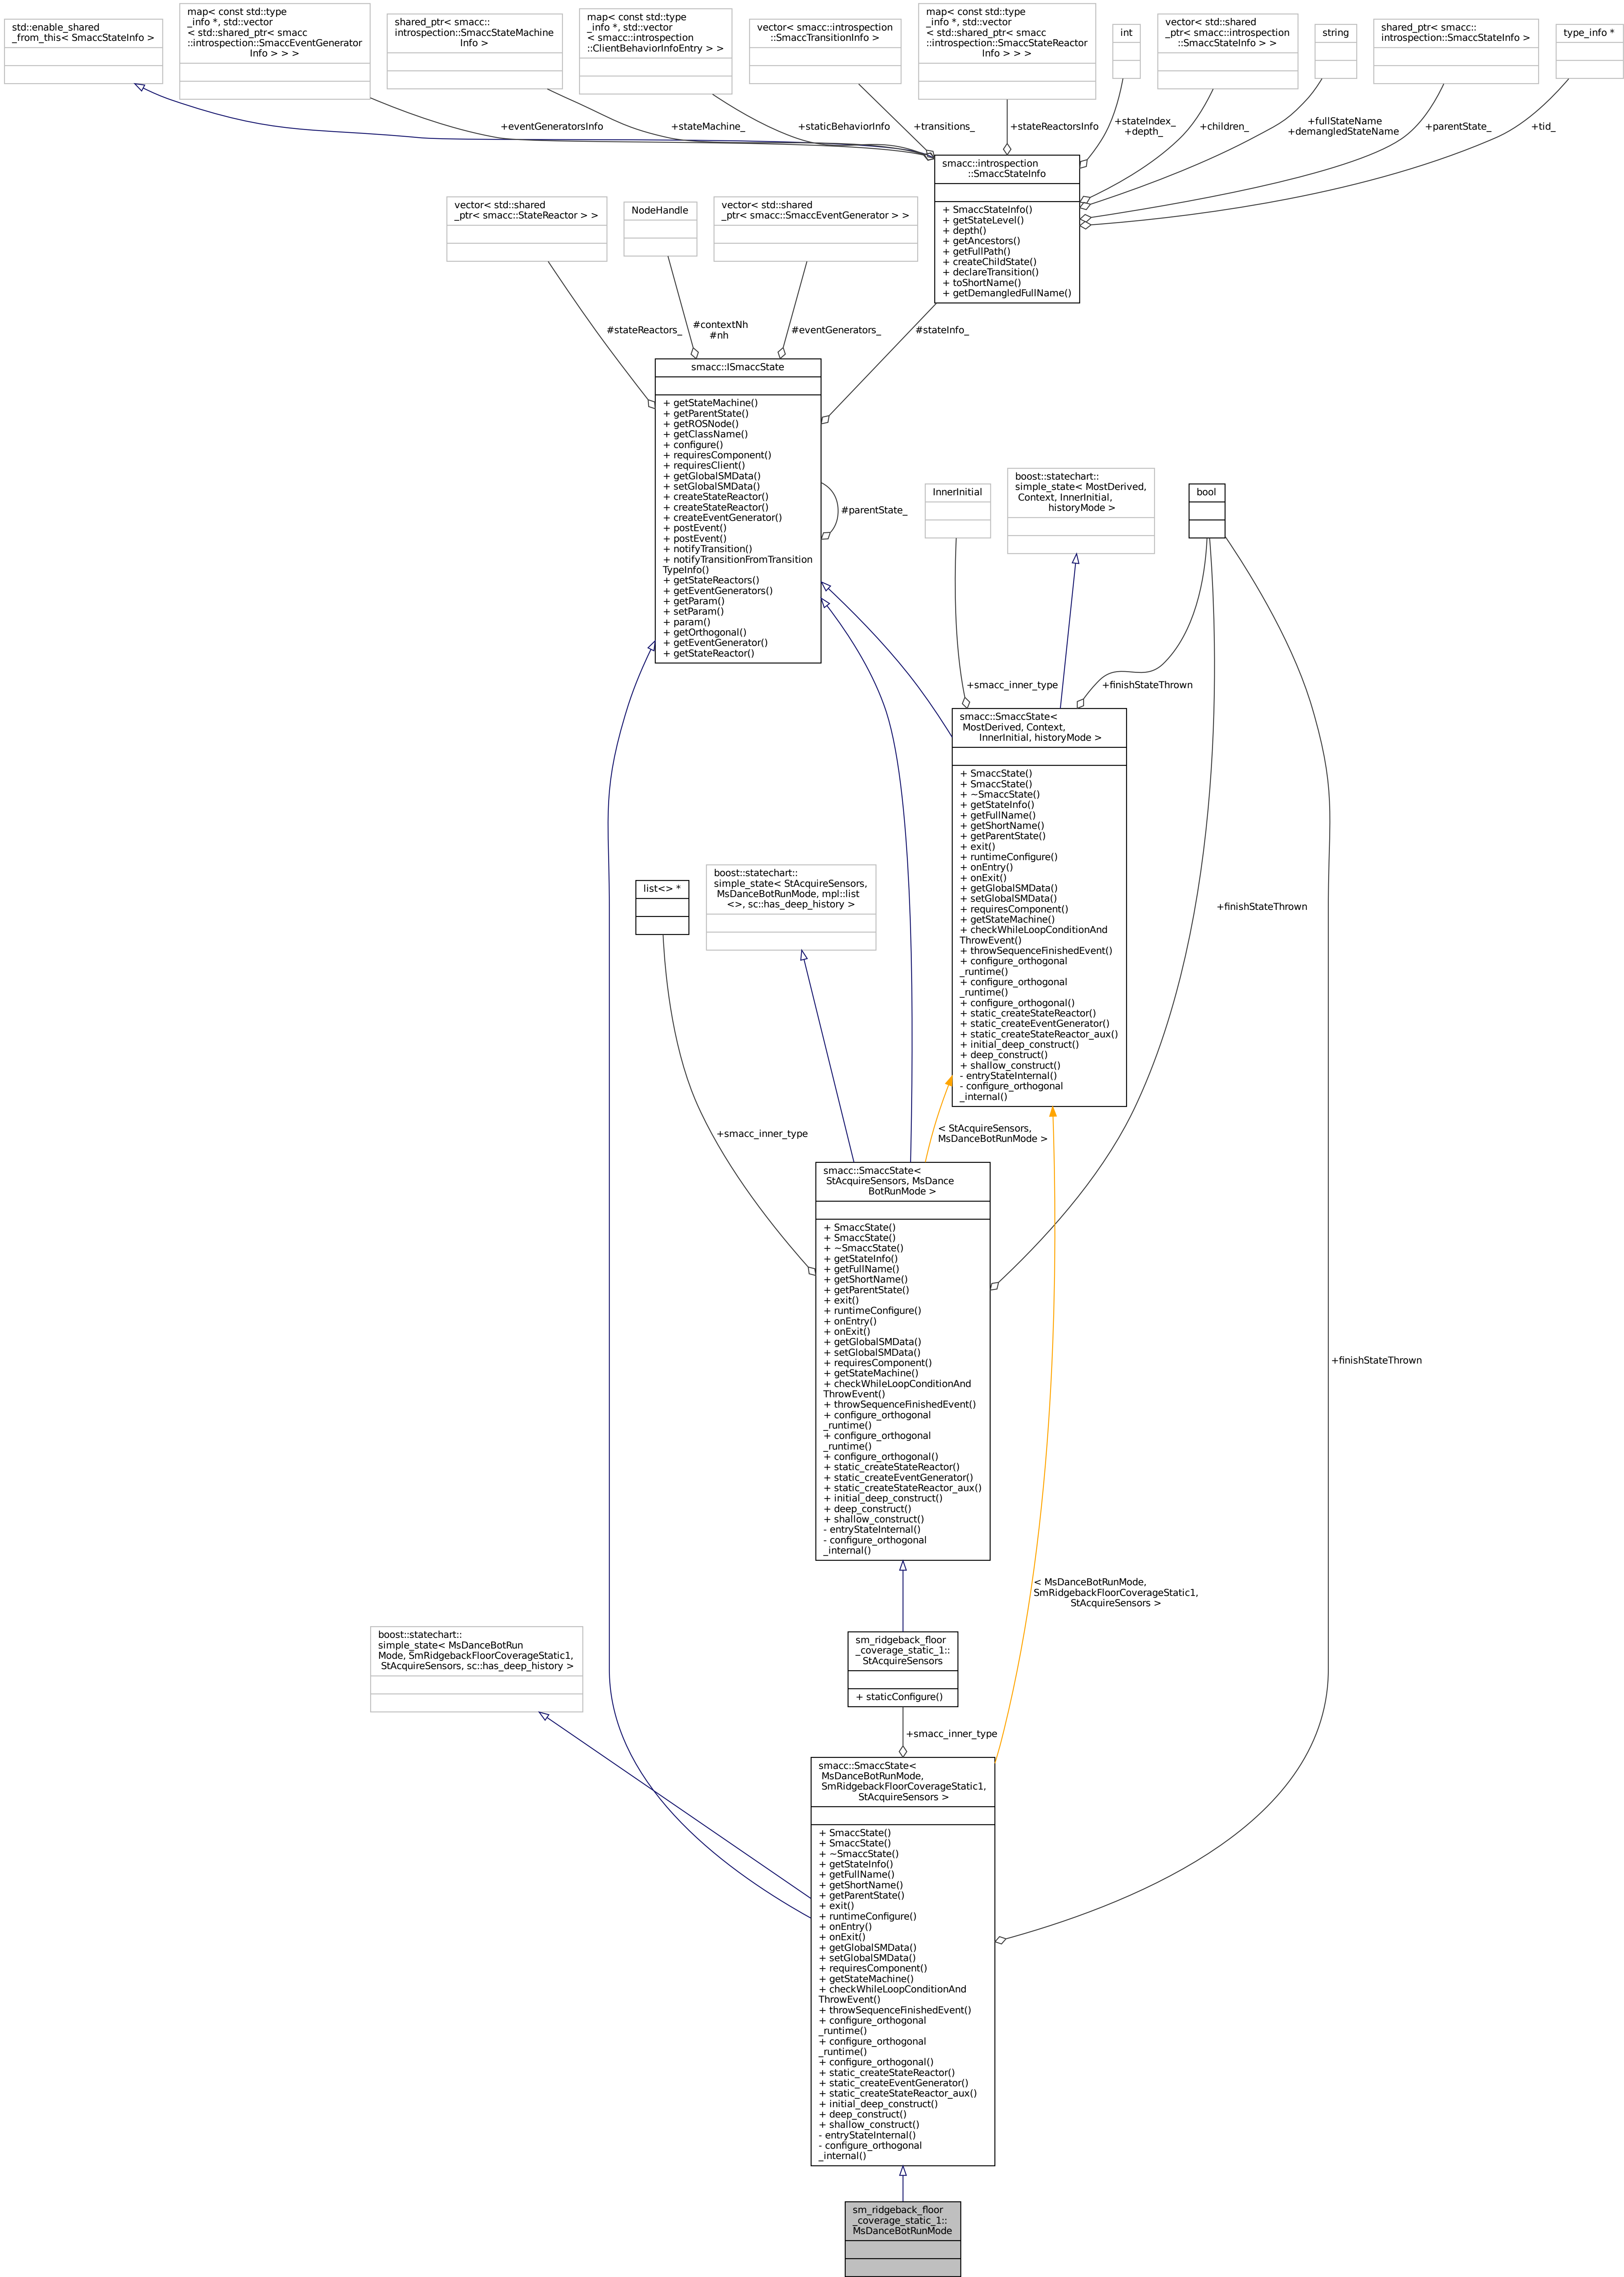 std::enable_shared
_from_this< SmaccStateInfo >
map< const std::type
_info *, std::vector
< std::shared_ptr< smacc
::introspection::SmaccEventGenerator
Info > > >
shared_ptr< smacc::
introspection::SmaccStateMachine
Info >
map< const std::type
_info *, std::vector
< smacc::introspection
::ClientBehaviorInfoEntry > >
vector< smacc::introspection
::SmaccTransitionInfo >
map< const std::type
_info *, std::vector
< std::shared_ptr< smacc
::introspection::SmaccStateReactor
Info > > >
int
vector< std::shared
_ptr< smacc::introspection
::SmaccStateInfo > >
string
shared_ptr< smacc::
introspection::SmaccStateInfo >
type_info *
+eventGeneratorsInfo
+stateMachine_
+staticBehaviorInfo
+transitions_
+stateReactorsInfo
+stateIndex_
+depth_
+children_
+fullStateName
+demangledStateName
+parentState_
+tid_
smacc::introspection
::SmaccStateInfo
+ SmaccStateInfo()
+ getStateLevel()
+ depth()
+ getAncestors()
+ getFullPath()
+ createChildState()
+ declareTransition()
+ toShortName()
+ getDemangledFullName()
vector< std::shared
_ptr< smacc::StateReactor > >
NodeHandle
vector< std::shared
_ptr< smacc::SmaccEventGenerator > >
#stateReactors_
#contextNh
#nh
#eventGenerators_
#stateInfo_
smacc::ISmaccState
+ getStateMachine()
+ getParentState()
+ getROSNode()
+ getClassName()
+ configure()
+ requiresComponent()
+ requiresClient()
+ getGlobalSMData()
+ setGlobalSMData()
+ createStateReactor()
+ createStateReactor()
+ createEventGenerator()
+ postEvent()
+ postEvent()
+ notifyTransition()
+ notifyTransitionFromTransition
TypeInfo()
+ getStateReactors()
+ getEventGenerators()
+ getParam()
+ setParam()
+ param()
+ getOrthogonal()
+ getEventGenerator()
+ getStateReactor()
#parentState_
InnerInitial
boost::statechart::
simple_state< MostDerived,
Context, InnerInitial,
historyMode >
bool
+smacc_inner_type
+finishStateThrown
smacc::SmaccState<
MostDerived, Context,
InnerInitial, historyMode >
+ SmaccState()
+ SmaccState()
+ ~SmaccState()
+ getStateInfo()
+ getFullName()
+ getShortName()
+ getParentState()
+ exit()
+ runtimeConfigure()
+ onEntry()
+ onExit()
+ getGlobalSMData()
+ setGlobalSMData()
+ requiresComponent()
+ getStateMachine()
+ checkWhileLoopConditionAnd
ThrowEvent()
+ throwSequenceFinishedEvent()
+ configure_orthogonal
_runtime()
+ configure_orthogonal
_runtime()
+ configure_orthogonal()
+ static_createStateReactor()
+ static_createEventGenerator()
+ static_createStateReactor_aux()
+ initial_deep_construct()
+ deep_construct()
+ shallow_construct()
- entryStateInternal()
- configure_orthogonal
_internal()
list<> *
boost::statechart::
simple_state< StAcquireSensors,
MsDanceBotRunMode, mpl::list
<>, sc::has_deep_history >
+finishStateThrown
+smacc_inner_type
< StAcquireSensors,
MsDanceBotRunMode >
smacc::SmaccState<
StAcquireSensors, MsDance
BotRunMode >
+ SmaccState()
+ SmaccState()
+ ~SmaccState()
+ getStateInfo()
+ getFullName()
+ getShortName()
+ getParentState()
+ exit()
+ runtimeConfigure()
+ onEntry()
+ onExit()
+ getGlobalSMData()
+ setGlobalSMData()
+ requiresComponent()
+ getStateMachine()
+ checkWhileLoopConditionAnd
ThrowEvent()
+ throwSequenceFinishedEvent()
+ configure_orthogonal
_runtime()
+ configure_orthogonal
_runtime()
+ configure_orthogonal()
+ static_createStateReactor()
+ static_createEventGenerator()
+ static_createStateReactor_aux()
+ initial_deep_construct()
+ deep_construct()
+ shallow_construct()
- entryStateInternal()
- configure_orthogonal
_internal()
+finishStateThrown
< MsDanceBotRunMode,
SmRidgebackFloorCoverageStatic1,
StAcquireSensors >
boost::statechart::
simple_state< MsDanceBotRun
Mode, SmRidgebackFloorCoverageStatic1,
StAcquireSensors, sc::has_deep_history >
sm_ridgeback_floor
_coverage_static_1::
StAcquireSensors
+ staticConfigure()
+smacc_inner_type
smacc::SmaccState<
MsDanceBotRunMode,
SmRidgebackFloorCoverageStatic1,
StAcquireSensors >
+ SmaccState()
+ SmaccState()
+ ~SmaccState()
+ getStateInfo()
+ getFullName()
+ getShortName()
+ getParentState()
+ exit()
+ runtimeConfigure()
+ onEntry()
+ onExit()
+ getGlobalSMData()
+ setGlobalSMData()
+ requiresComponent()
+ getStateMachine()
+ checkWhileLoopConditionAnd
ThrowEvent()
+ throwSequenceFinishedEvent()
+ configure_orthogonal
_runtime()
+ configure_orthogonal
_runtime()
+ configure_orthogonal()
+ static_createStateReactor()
+ static_createEventGenerator()
+ static_createStateReactor_aux()
+ initial_deep_construct()
+ deep_construct()
+ shallow_construct()
- entryStateInternal()
- configure_orthogonal
_internal()
sm_ridgeback_floor
_coverage_static_1::
MsDanceBotRunMode